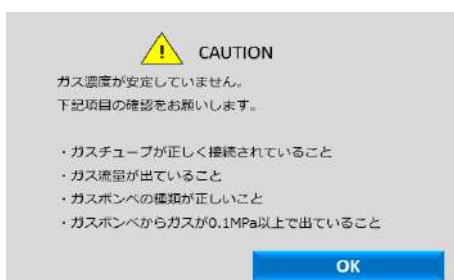 CAUTION
ガス濃度が安定していません。
下記項目の確認をお願いします。
・ガスチューブが正しく接続されていること
・ガス流量が出ていること
・ガスボンベの種類が正しいこと
・ガスボンベからガスが0.1MPa以上で出ていること
OK